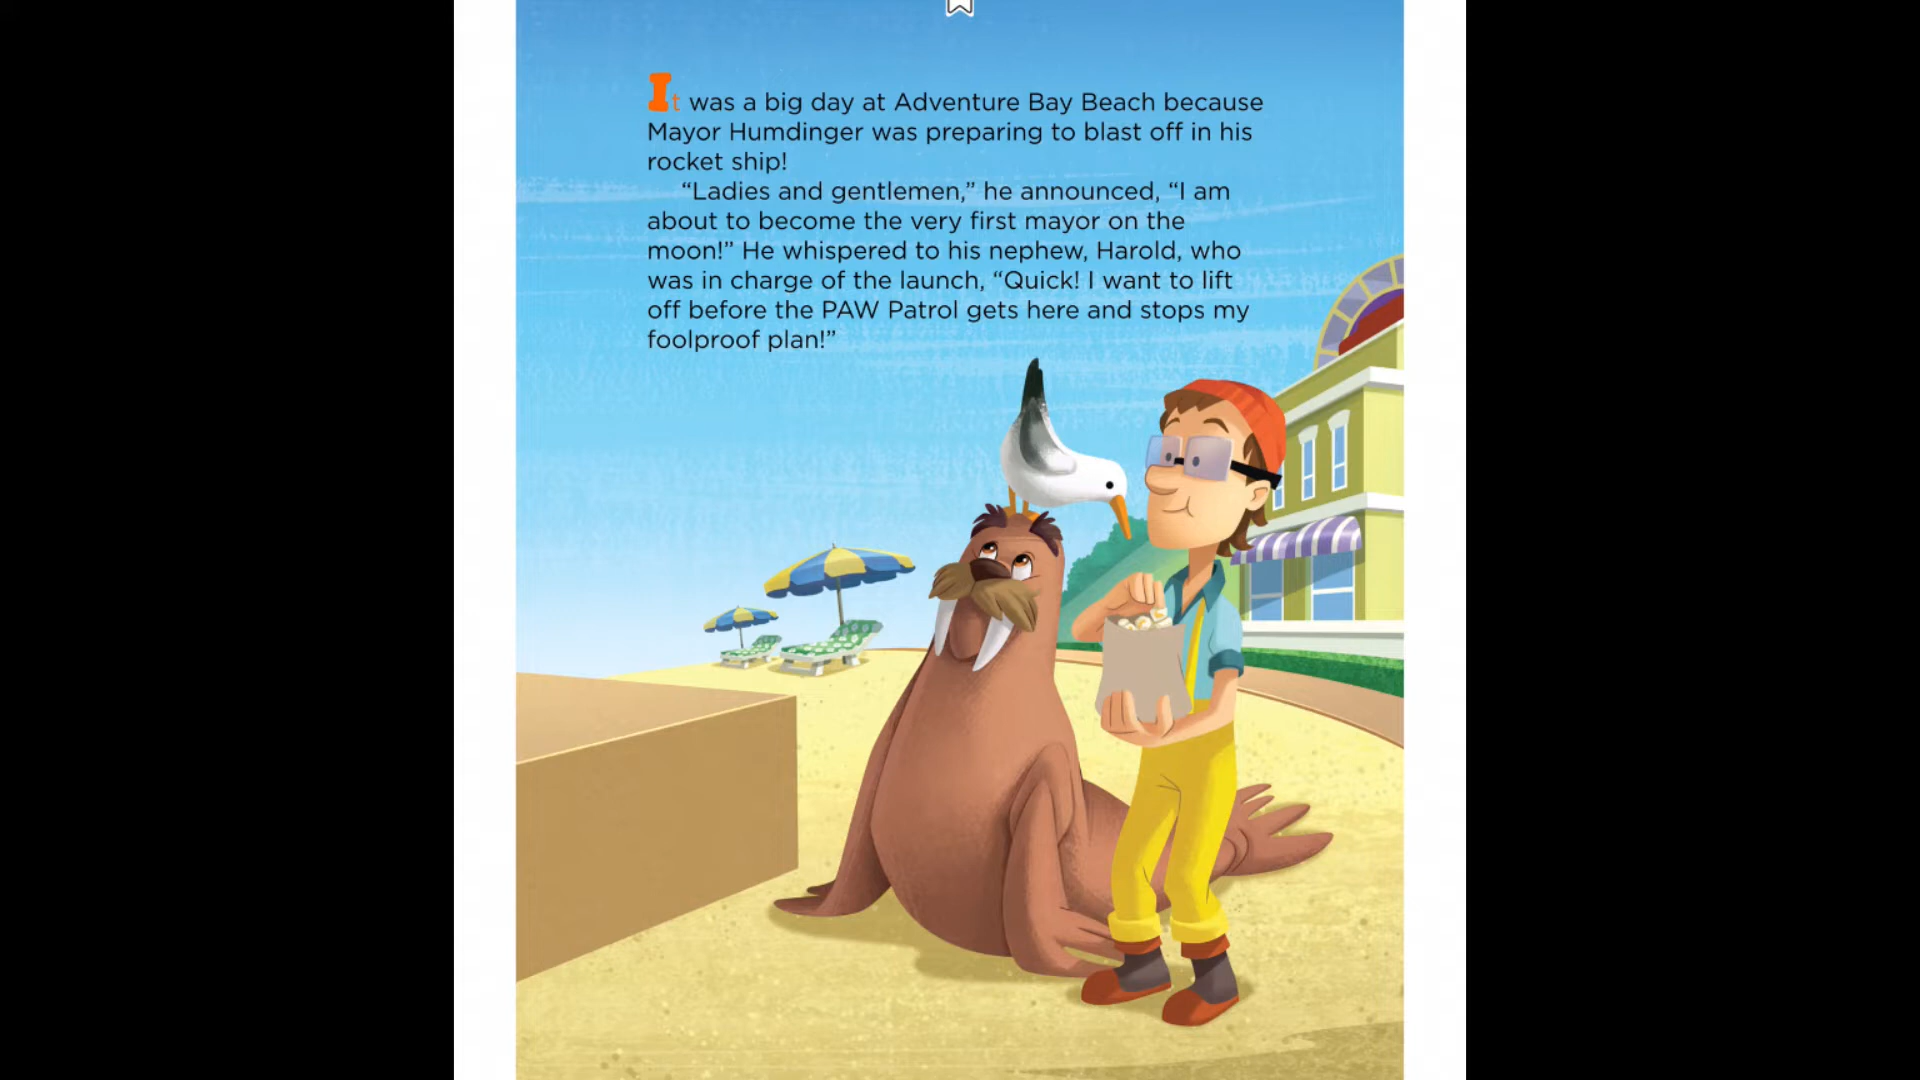 It was a big day at Adventure Bay Beach because
Mayor Humdinger was preparing to blast off in his
rocket ship!
“Ladies and gentlemen,” he announced, “I am
about to become the very first mayor on the
moon!” He whispered to his nephew, Harold, who
was in charge of the launch, “Quick! I want to lift
off before the PAW Patrol gets here and stops my
foolproof plan!”